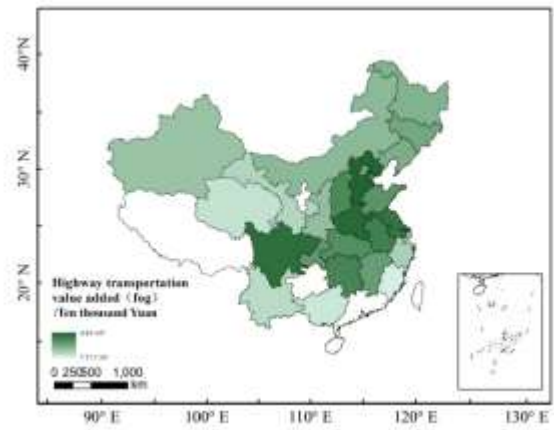 40° N
30° N
20° N
Highway transportation
value added（fog）
/Ten thousand Yuan
0 250500 1,000
km
90° E 100° E 110° E 120° E 130° E